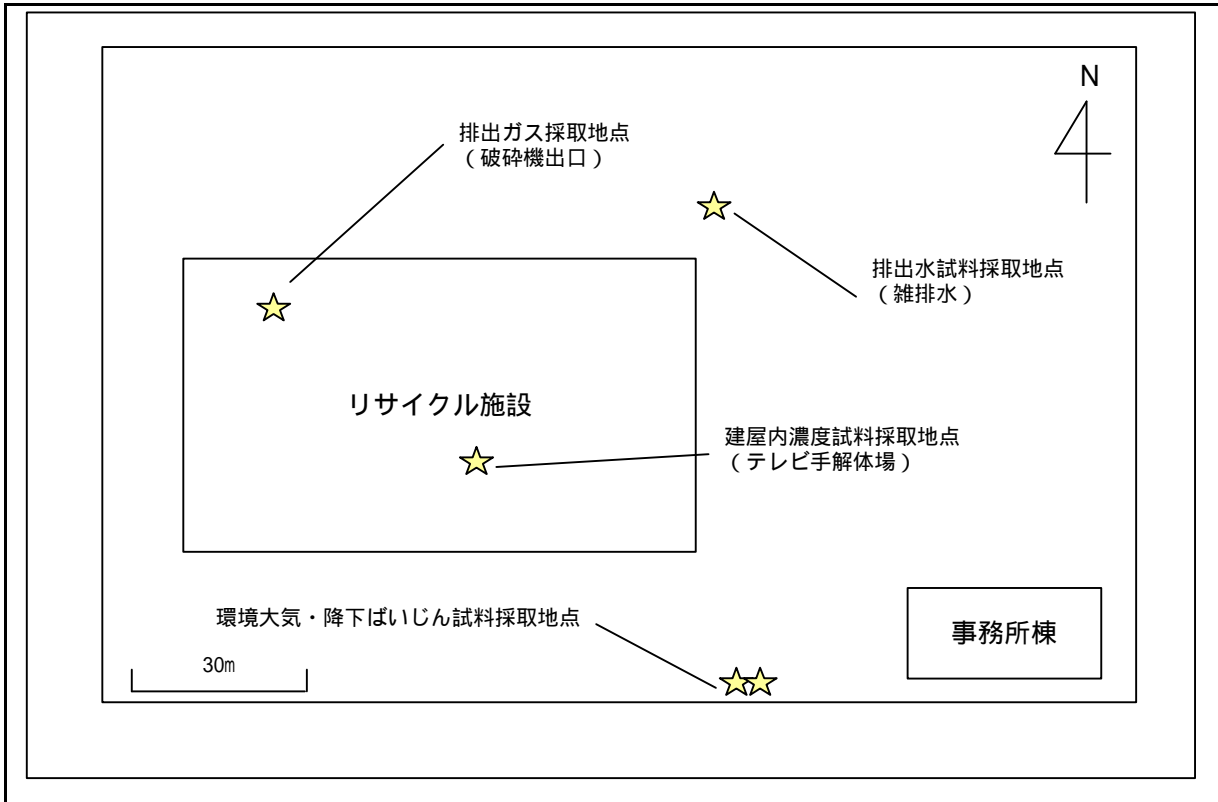 N
排出ガス採取地点
（破砕機出口）
排出水試料採取地点
（雑排水）
リサイクル施設
建屋内濃度試料採取地点
（テレビ手解体場）
環境大気・降下ばいじん試料採取地点
事務所棟
30m